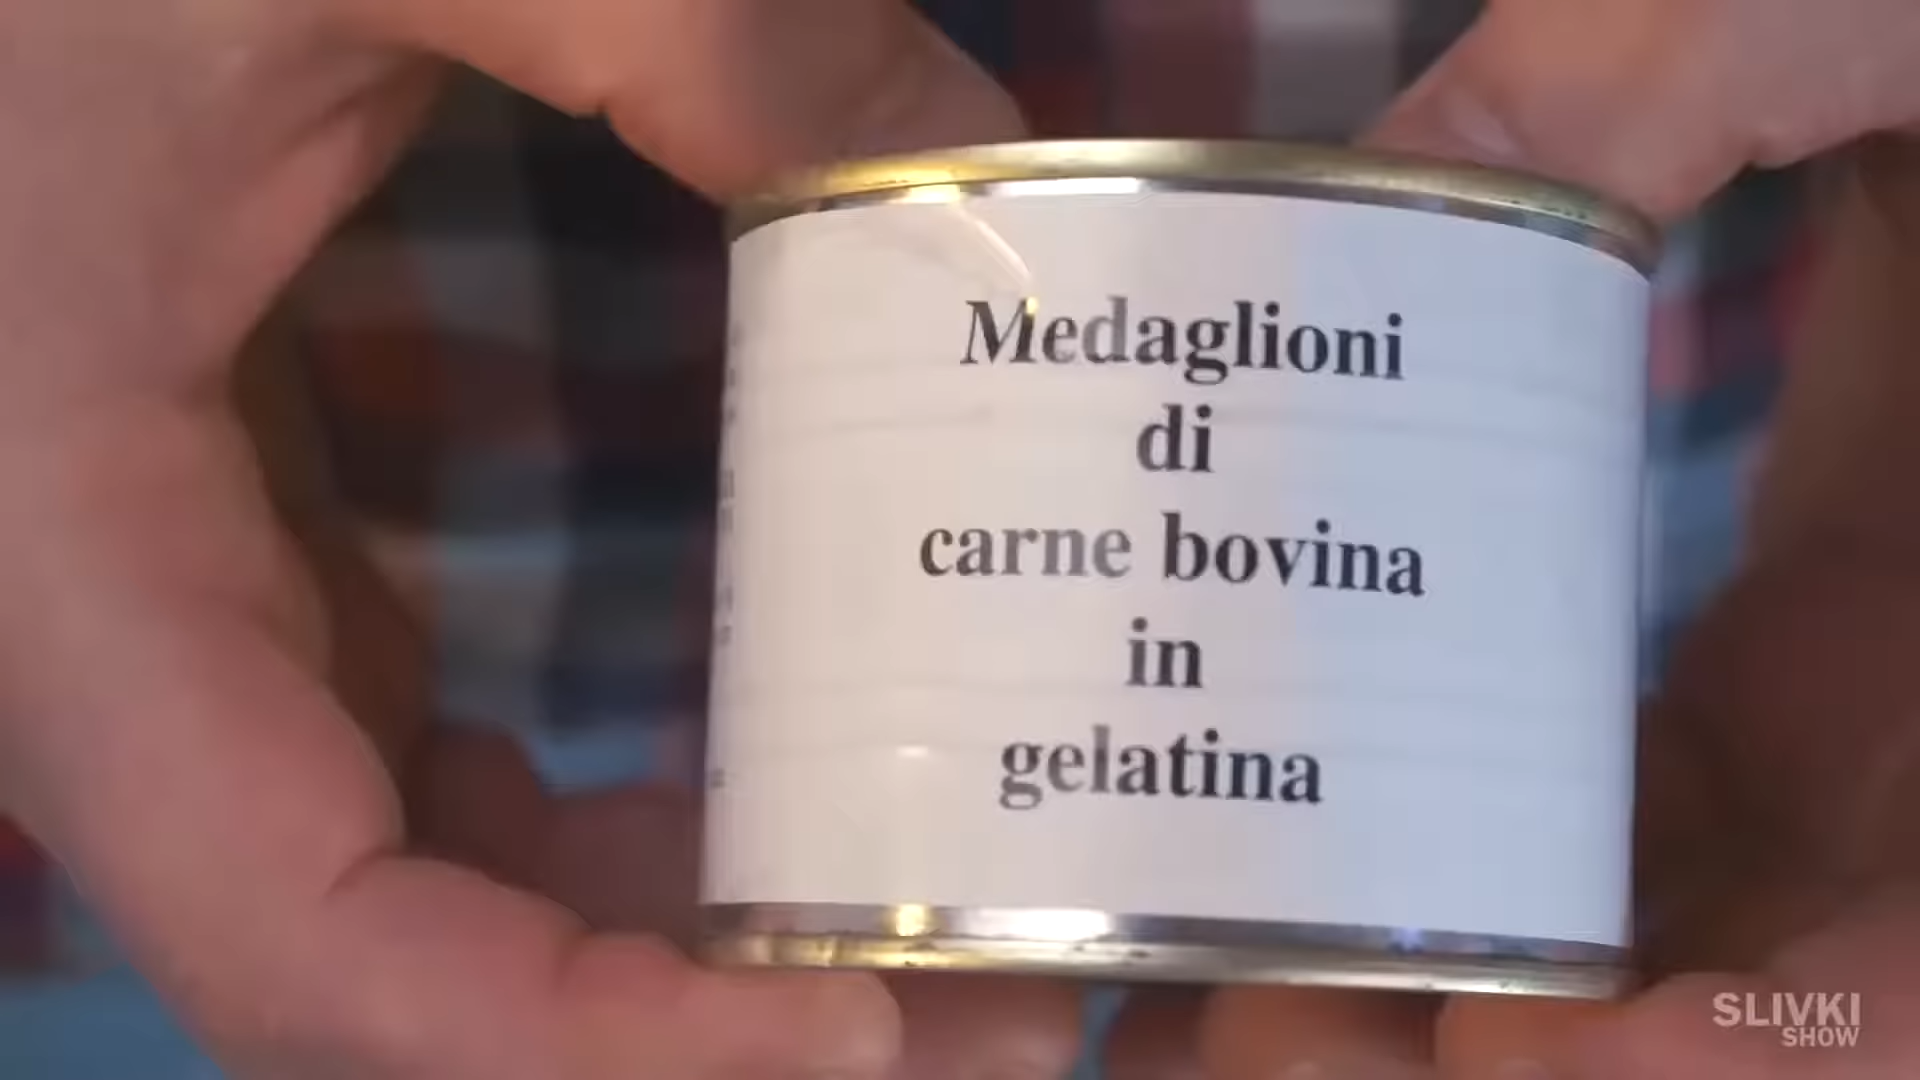 Medaglioni
di
carne bovina
in
gelatina
SLIVKI
SHOW